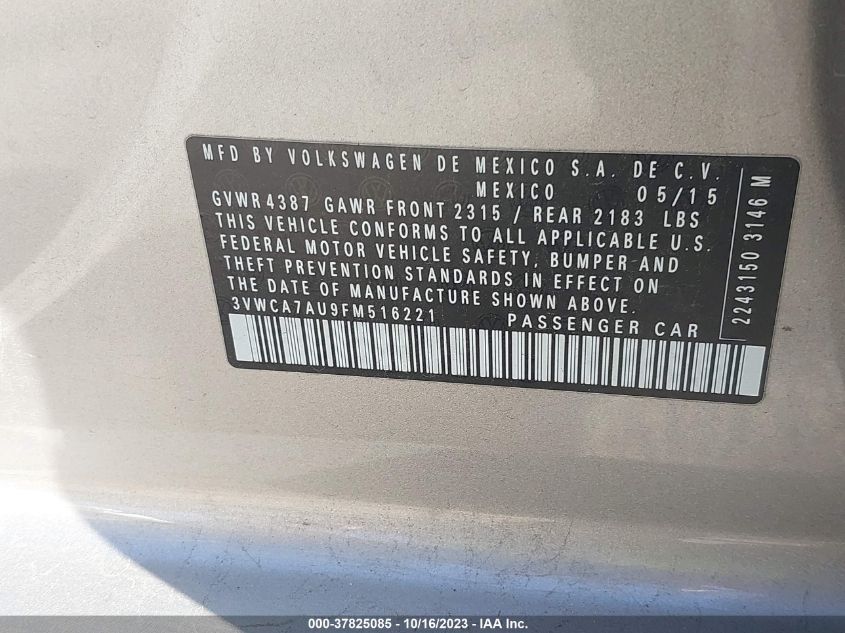 MFD BY VOLKSWAGEN DE MEXICO S.A. DE C.V.
MEXICO 05/15
GVWR 4387 GAWR FRONT 2315 / REAR 2183 LBS
THIS VEHICLE CONFORMS TO ALL APPLICABLE U.S.
FEDERAL MOTOR VEHICLE SAFETY, BUMPER AND
THEFT PREVENTION STANDARDS IN EFFECT ON
THE DATE OF MANUFACTURE SHOWN ABOVE.
3VWCA7AU9FM516221 PASSENGER CAR
2243150 3146 M
000-37825085 - 10/16/2023 - IAA